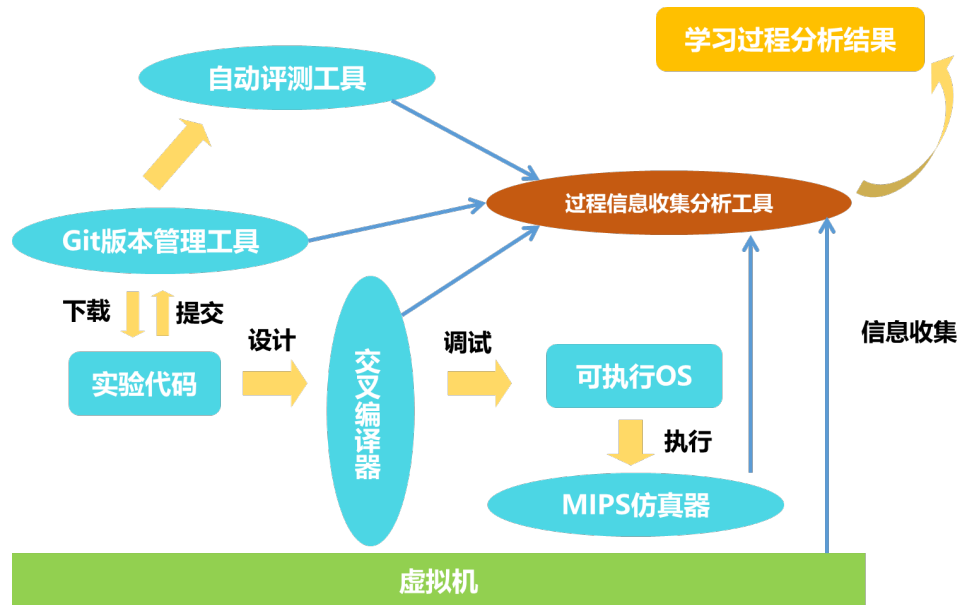 学习过程分析结果
自动评测工具
过程信息收集分析工具
Git版本管理工具
下载
提交
设计
调试
信息收集
实验代码
交叉编译器
可执行OS
执行
MIPS仿真器
虚拟机